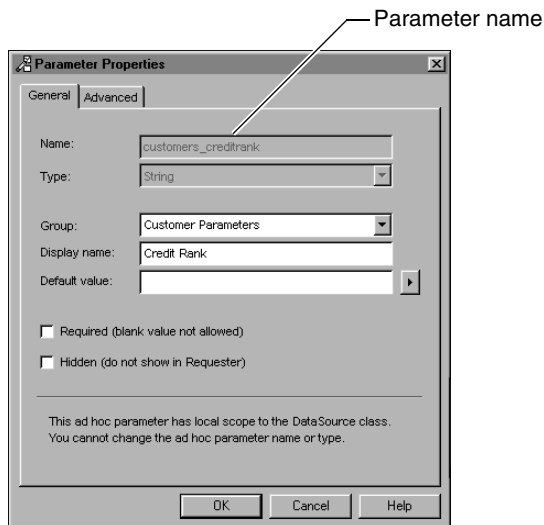 Parameter name
Parameter Properties
General Advanced
Name: customers_creditrank
Type: String
Group: Customer Parameters
Display name: Credit Rank
Default value:
Required (blank value not allowed)
Hidden (do not show in Requester)
This ad hoc parameter has local scope to the DataSource class.
You cannot change the ad hoc parameter name or type.
OK Cancel Help